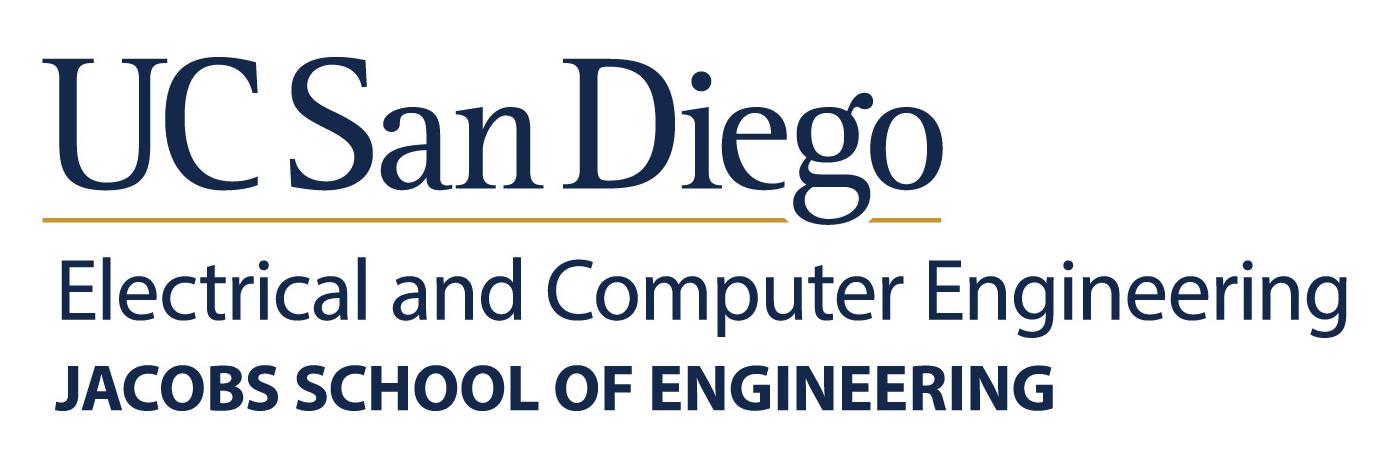 UC San Diego
Electrical and Computer Engineering
JACOBS SCHOOL OF ENGINEERING